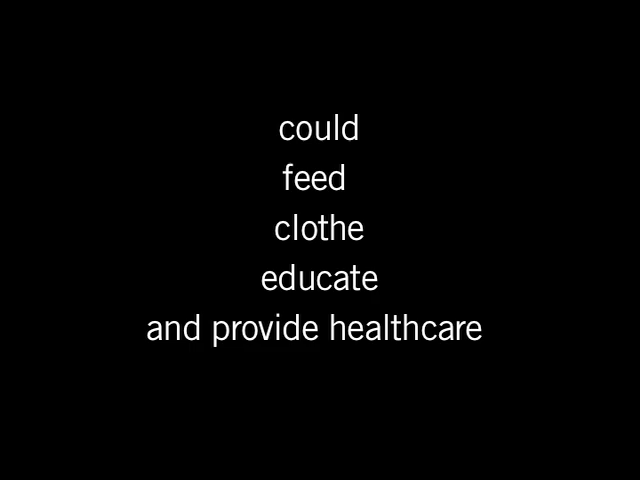 could
feed
clothe
educate
and provide healthcare